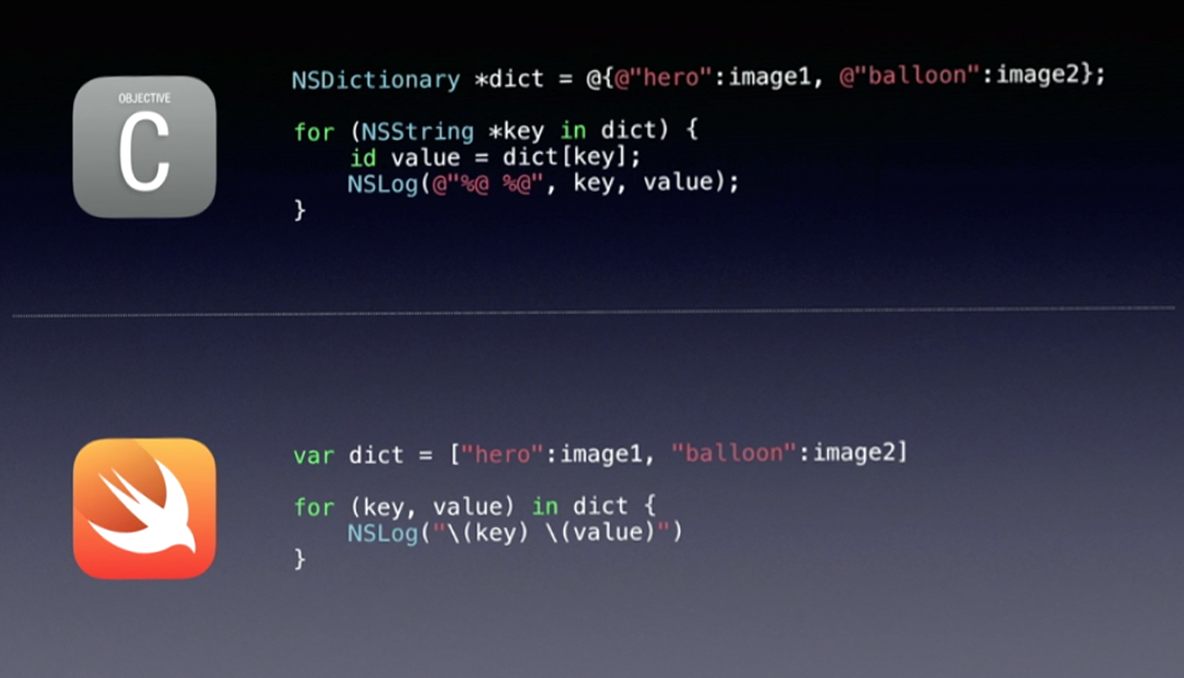 OBJECTIVE
C
NSDictionary *dict = @{@"hero":image1, @"balloon":image2};
for (NSString *key in dict) {
    id value = dict[key];
    NSLog(@"%@ %@", key, value);
}
var dict = ["hero":image1, "balloon":image2]
for (key, value) in dict {
    NSLog("\(key) \(value)")
}